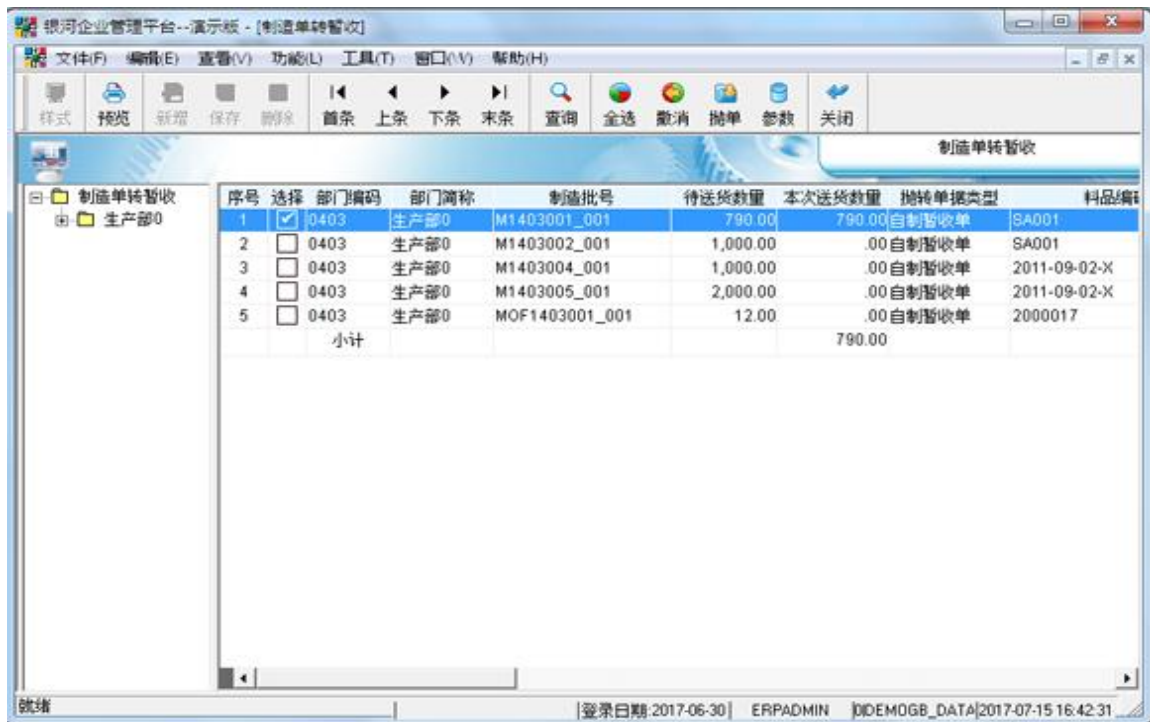 银河企业管理平台--演示版 - [制造单转暂收]
文件(F) 编辑(E) 查看(V) 功能(L) 工具(T) 窗口(W) 帮助(H)
样式 预览 新增 保存 删除 首条 上条 下条 末条 查询 全选 撤消 抛单 参数 关闭
制造单转暂收
制造单转暂收
生产部0
序号 选择 部门编码 部门简称 制造批号 待送货数量 本次送货数量 抛转单据类型 料品编码
1 0403 生产部0 M1403001_001 790.00 790.00 自制暂收单 SA001
2 0403 生产部0 M1403002_001 1,000.00 .00 自制暂收单 SA001
3 0403 生产部0 M1403004_001 1,000.00 .00 自制暂收单 2011-09-02-X
4 0403 生产部0 M1403005_001 2,000.00 .00 自制暂收单 2011-09-02-X
5 0403 生产部0 MOF1403001_001 12.00 .00 自制暂收单 2000017
小计 790.00
就绪 登录日期:2017-06-30 ERPADMIN 2017-07-15 16:42:31